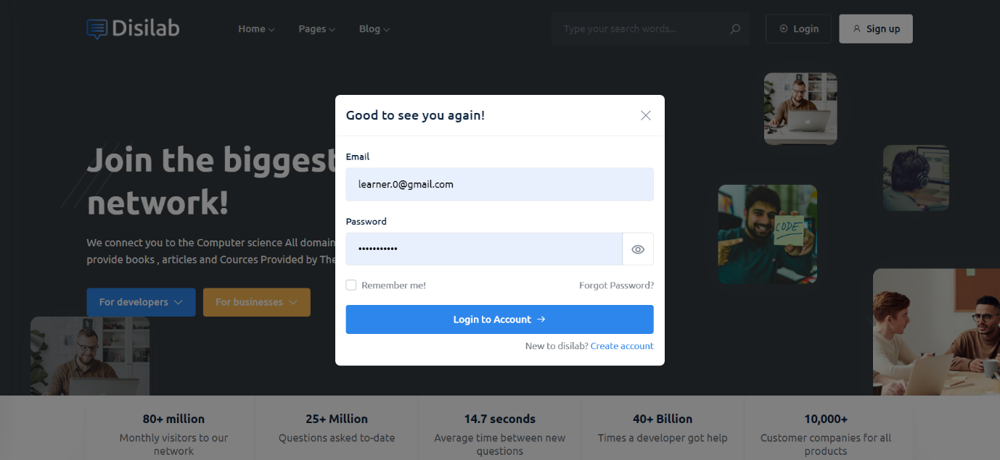 Disilab
Home
Pages
Blog
Type your search words...
Login
Sign up
Good to see you again!
Email
learner.0@gmail.com
Password
•••••••••••
Remember me!
Forgot Password?
Login to Account →
New to disilab? Create account
Join the biggest
network!
We connect you to the Computer science All domain
provide books , articles and Cources Provided by The
For developers
For businesses
CODE
80+ million
Monthly visitors to our
network
25+ Million
Questions asked to-date
14.7 seconds
Average time between new
questions
40+ Billion
Times a developer got help
10,000+
Customer companies for all
products